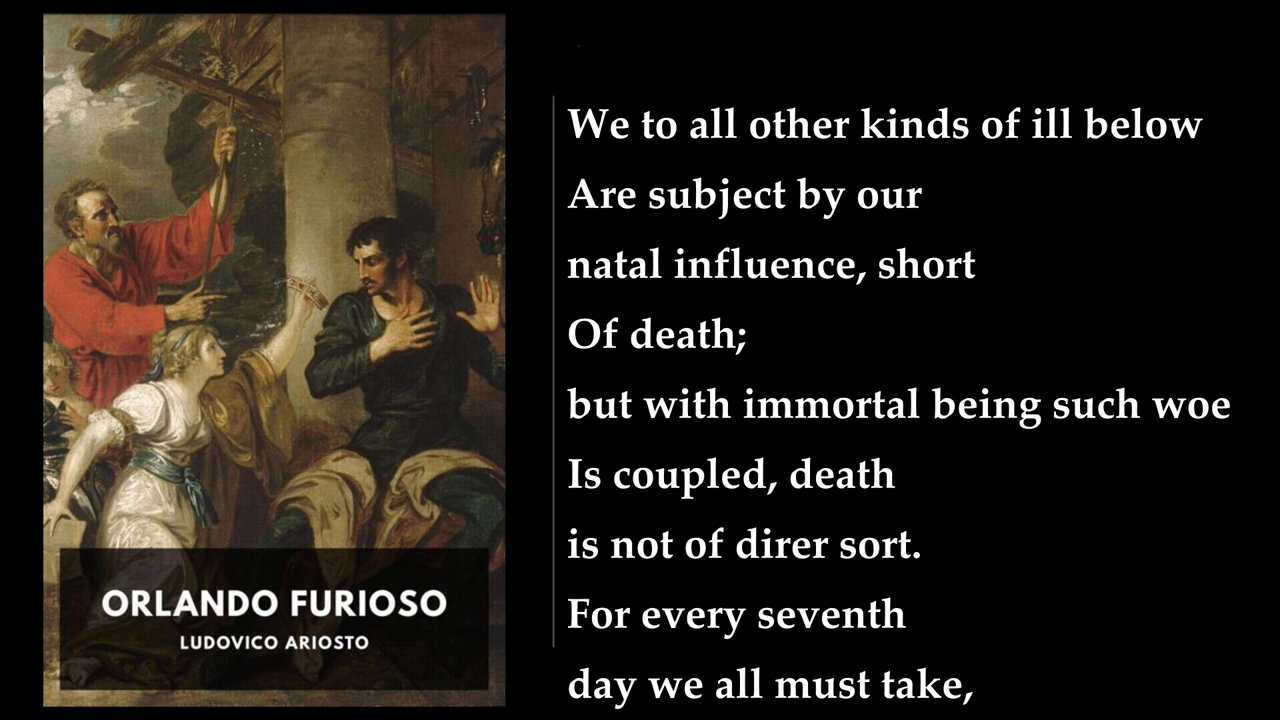 ORLANDO FURIOSO
LUDOVICO ARIOSTO
We to all other kinds of ill below
Are subject by our
natal influence, short
Of death;
but with immortal being such woe
Is coupled, death
is not of direr sort.
For every seventh
day we all must take,